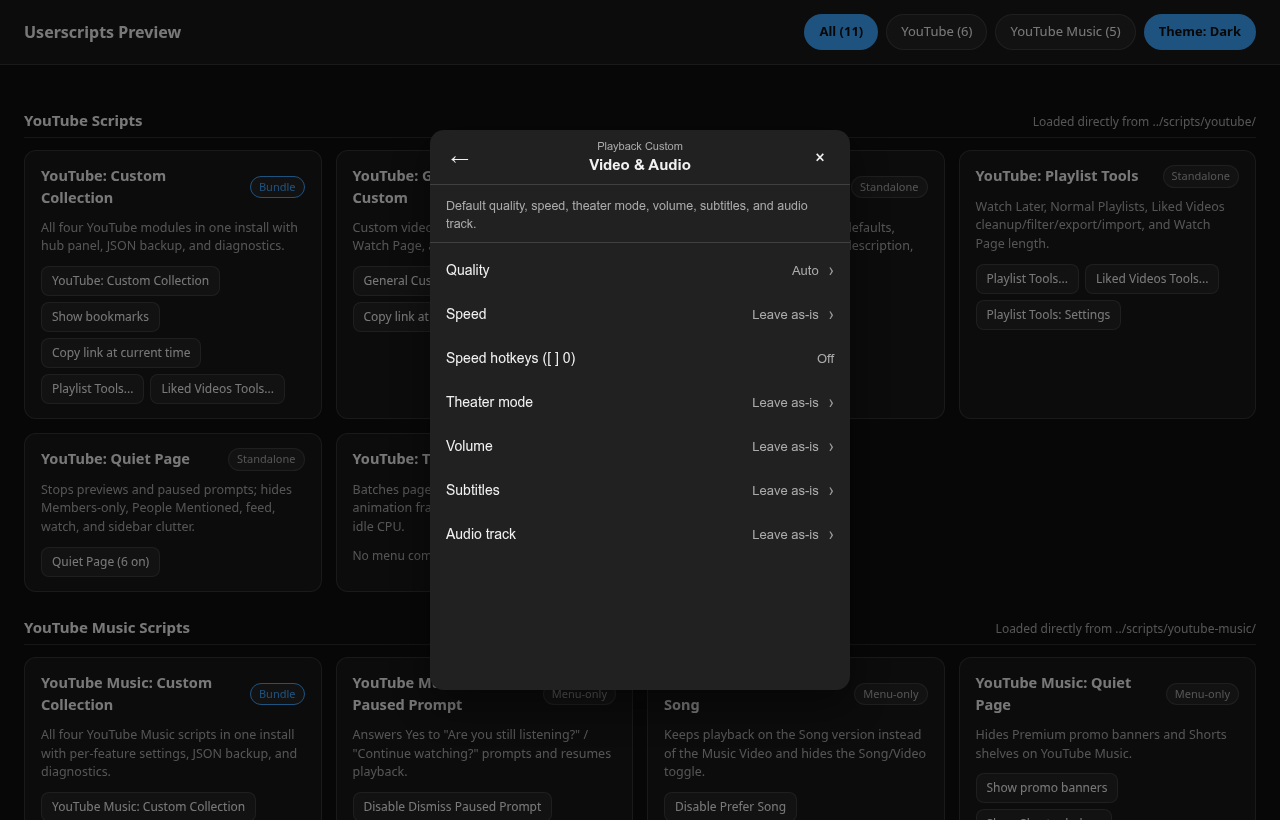 Userscripts Preview
All (11)
YouTube (6)
YouTube Music (5)
Theme: Dark
YouTube Scripts
Loaded directly from ../scripts/youtube/
YouTube: Custom
Collection
Bundle
All four YouTube modules in one install with
hub panel, JSON backup, and diagnostics.
YouTube: Custom Collection
Show bookmarks
Copy link at current time
Playlist Tools...
Liked Videos Tools...
Custom
Custom video
Watch Page,
General Cus
Copy link at
Standalone
YouTube: Playlist Tools
Standalone
Watch Later, Normal Playlists, Liked Videos
cleanup/filter/export/import, and Watch
Page length.
Playlist Tools...
Liked Videos Tools...
Playlist Tools: Settings
Playback Custom
←
Video & Audio
×
Default quality, speed, theater mode, volume, subtitles, and audio
track.
Quality
Auto ›
Speed
Leave as-is ›
Speed hotkeys ([ ] 0)
Off
Theater mode
Leave as-is ›
Volume
Leave as-is ›
Subtitles
Leave as-is ›
Audio track
Leave as-is ›
YouTube: Quiet Page
Standalone
Stops previews and paused prompts; hides
Members-only, People Mentioned, feed,
watch, and sidebar clutter.
Quiet Page (6 on)
YouTube: T
Batches page
idle CPU.
No menu com
YouTube Music Scripts
Loaded directly from ../scripts/youtube-music/
YouTube Music: Custom
Collection
Bundle
All four YouTube Music scripts in one install
with per-feature settings, JSON backup, and
diagnostics.
YouTube Music: Custom Collection
YouTube M
Paused Prompt
Menu-only
Answers Yes to "Are you still listening?" /
"Continue watching?" prompts and resumes
playback.
Disable Dismiss Paused Prompt
Song
Menu-only
Keeps playback on the Song version instead
of the Music Video and hides the Song/Video
toggle.
Disable Prefer Song
YouTube Music: Quiet
Page
Menu-only
Hides Premium promo banners and Shorts
shelves on YouTube Music.
Show promo banners